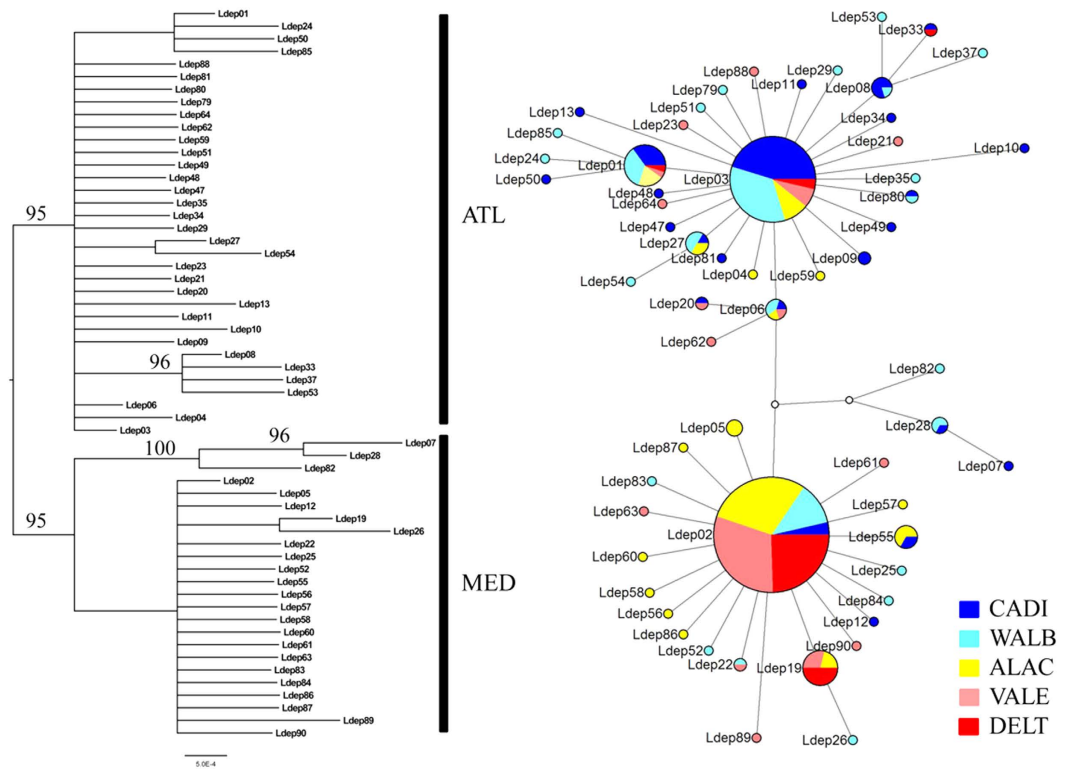 Ldep01
Ldep24
Ldep50
Ldep85
Ldep88
Ldep81
Ldep80
Ldep79
Ldep64
Ldep62
Ldep59
Ldep51
Ldep49
Ldep48
Ldep47
Ldep35
Ldep34
Ldep29
Ldep27
Ldep54
Ldep23
Ldep21
Ldep20
Ldep13
Ldep11
Ldep10
Ldep09
Ldep08
Ldep33
Ldep37
Ldep53
Ldep06
Ldep04
Ldep03
Ldep07
Ldep28
Ldep82
Ldep02
Ldep05
Ldep12
Ldep19
Ldep26
Ldep22
Ldep25
Ldep52
Ldep55
Ldep56
Ldep57
Ldep58
Ldep60
Ldep61
Ldep63
Ldep83
Ldep84
Ldep86
Ldep87
Ldep89
Ldep90
95
96
100
96
95
5.0E-4
ATL
MED
Ldep53
Ldep33
Ldep37
Ldep88
Ldep29
Ldep11
Ldep08
Ldep79
Ldep51
Ldep13
Ldep34
Ldep23
Ldep85
Ldep21
Ldep10
Ldep24
Ldep01
Ldep50
Ldep03
Ldep35
Ldep48
Ldep80
Ldep64
Ldep47
Ldep49
Ldep27
Ldep81
Ldep09
Ldep04
Ldep59
Ldep54
Ldep20
Ldep06
Ldep62
Ldep82
Ldep28
Ldep07
Ldep05
Ldep87
Ldep61
Ldep83
Ldep57
Ldep63
Ldep02
Ldep55
Ldep60
Ldep25
Ldep58
Ldep84
Ldep56
Ldep12
Ldep86
Ldep90
Ldep52
Ldep22
Ldep19
Ldep89
Ldep26
CADI
WALB
ALAC
VALE
DELT